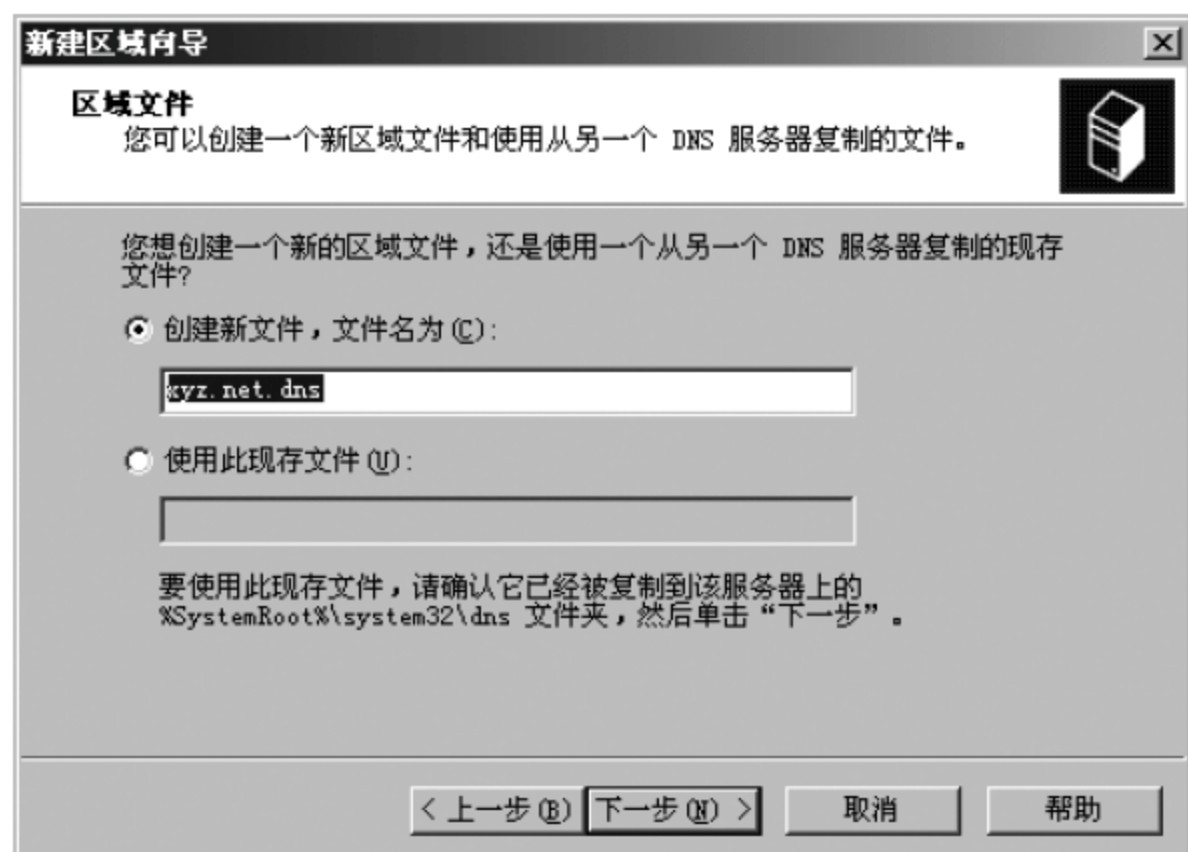 新建区域向导
区域文件
您可以创建一个新区域文件和使用从另一个 DNS 服务器复制的文件。
您想创建一个新的区域文件，还是使用一个从另一个 DNS 服务器复制的现存
文件?
创建新文件，文件名为(C):
xyz.net.dns
使用此现存文件(U):
要使用此现存文件，请确认它已经被复制到该服务器上的
%SystemRoot%\system32\dns 文件夹，然后单击“下一步”。
< 上一步(B) 下一步(N) > 取消 帮助